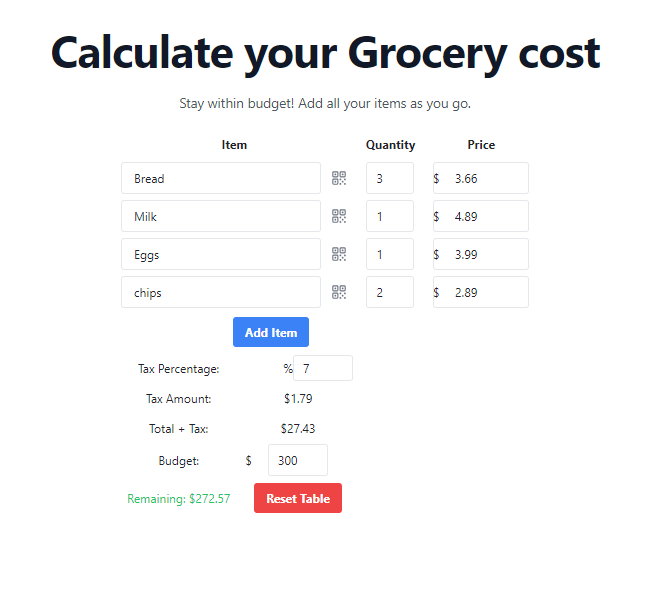 Calculate your Grocery cost
Stay within budget! Add all your items as you go.
Item Quantity Price
Bread 3 $ 3.66
Milk 1 $ 4.89
Eggs 1 $ 3.99
chips 2 $ 2.89
Add Item
Tax Percentage: % 7
Tax Amount: $1.79
Total + Tax: $27.43
Budget: $ 300
Remaining: $272.57 Reset Table